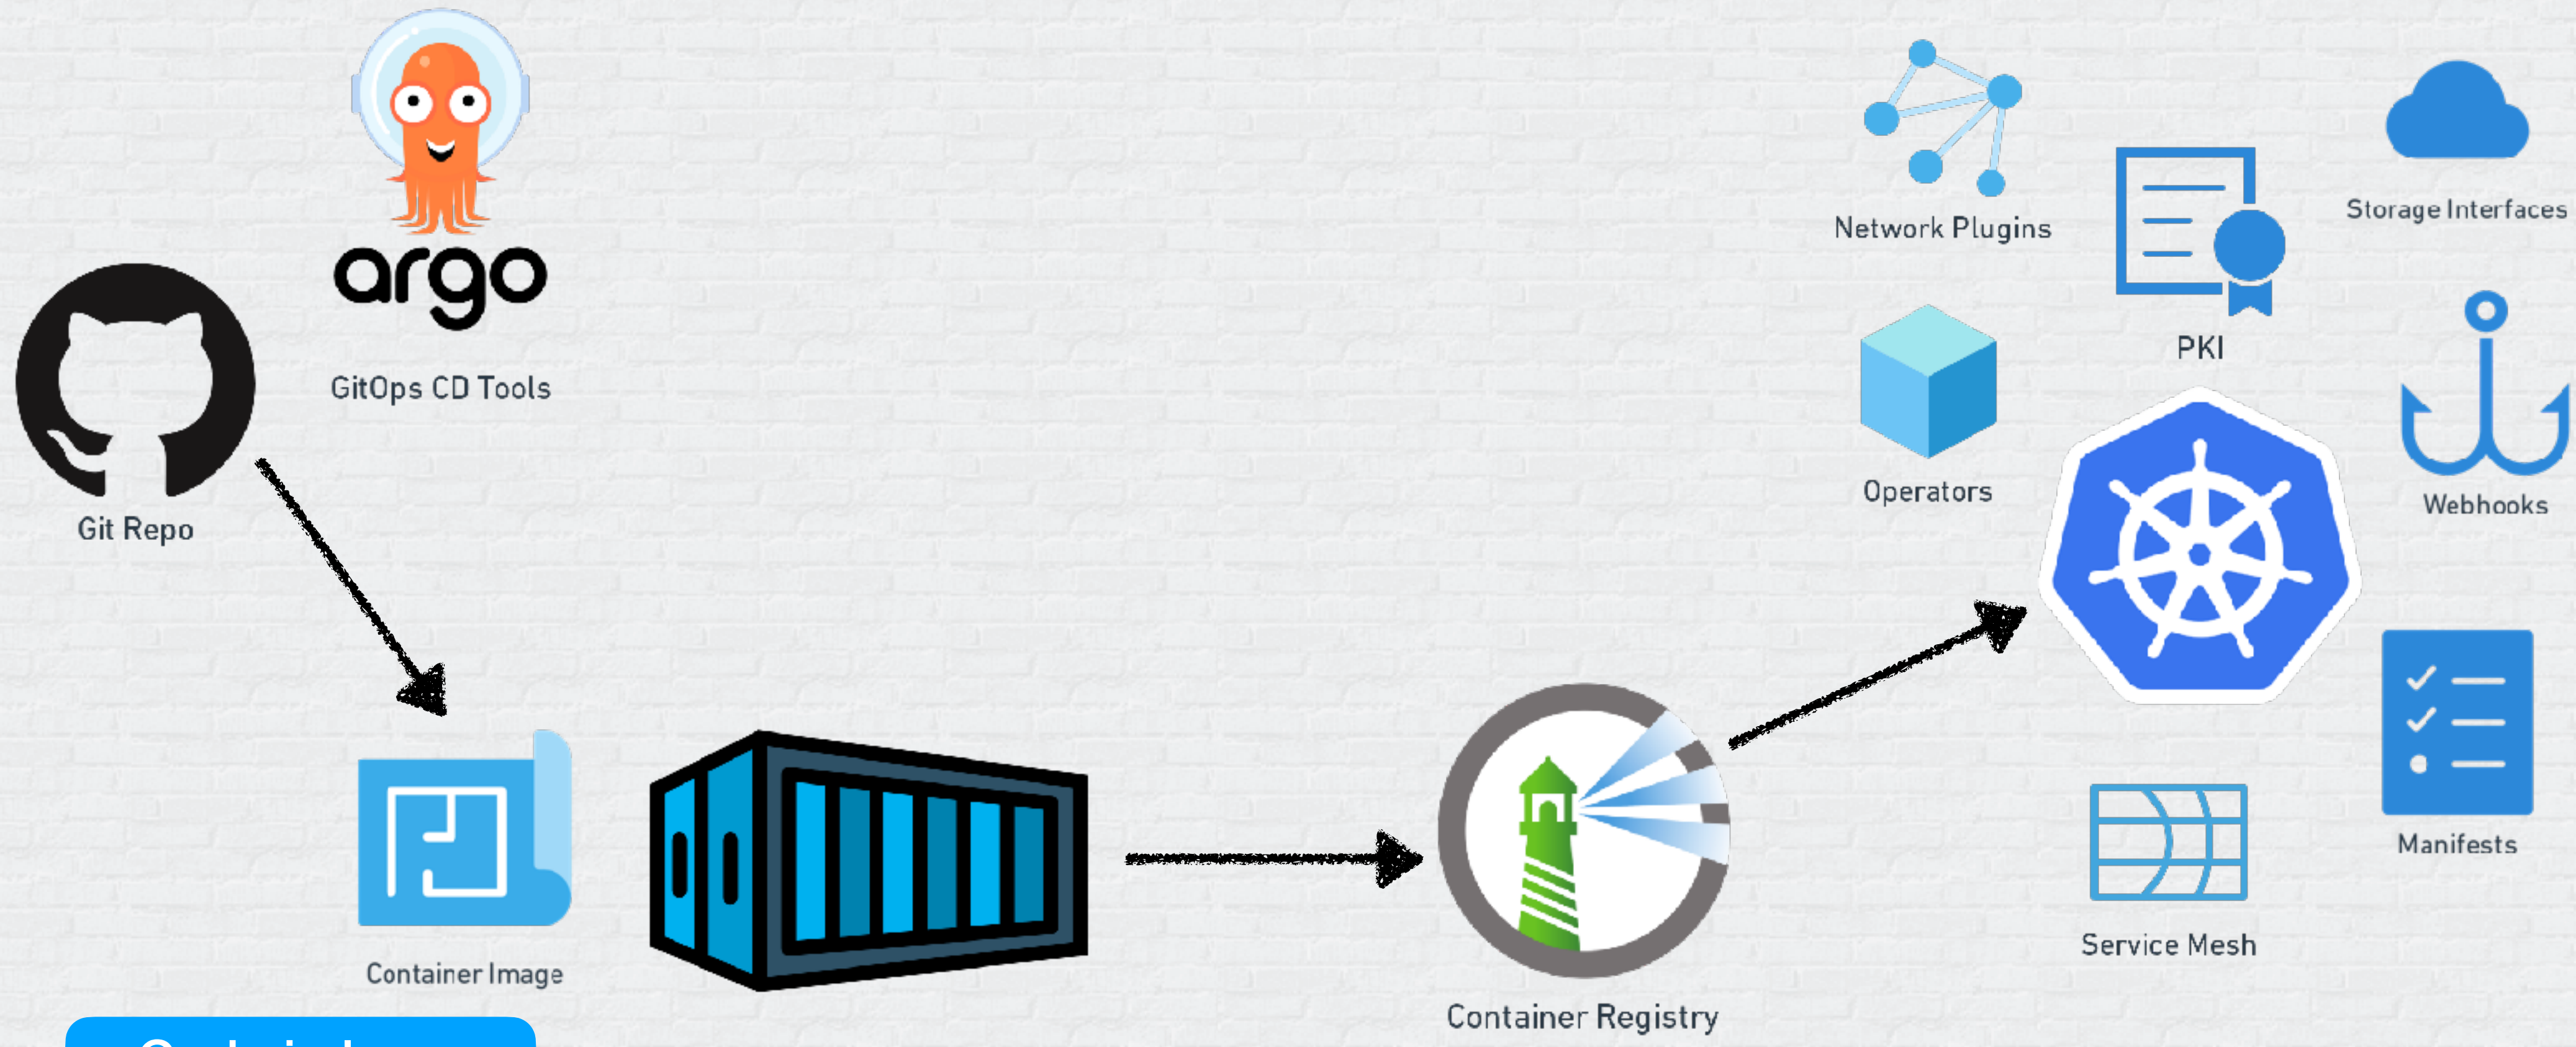 argo
GitOps CD Tools
Git Repo
Container Image
Container Registry
Network Plugins
PKI
Storage Interfaces
Operators
Webhooks
Manifests
Service Mesh